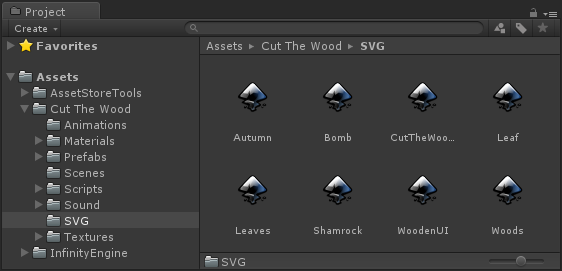 Project
Create
Favorites
Assets
AssetStoreTools
Cut The Wood
Animations
Materials
Prefabs
Scenes
Scripts
Sound
SVG
Textures
InfinityEngine
Assets Cut The Wood SVG
Autumn Bomb CutTheWoo... Leaf
Leaves Shamrock WoodenUI Woods
SVG